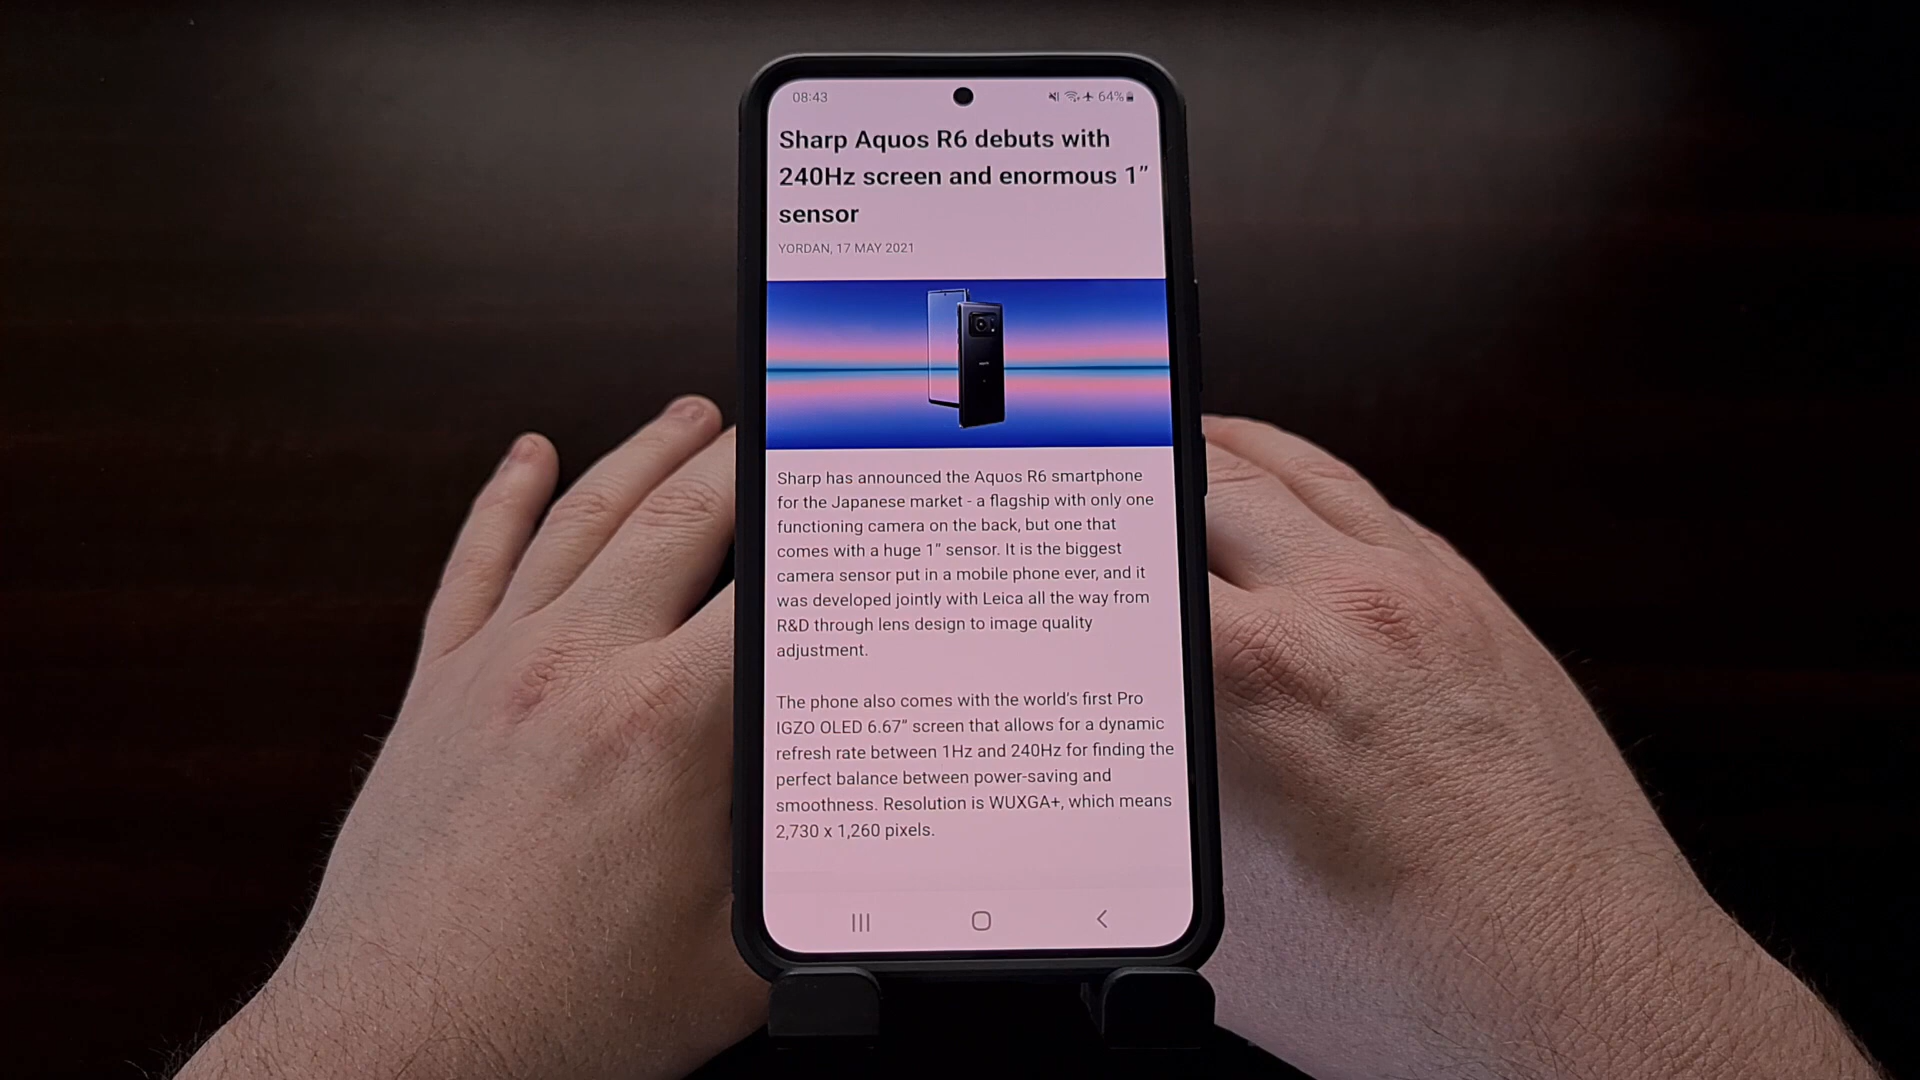 08:43
64%
Sharp Aquos R6 debuts with
240Hz screen and enormous 1”
sensor
YORDAN, 17 MAY 2021
Sharp has announced the Aquos R6 smartphone
for the Japanese market - a flagship with only one
functioning camera on the back, but one that
comes with a huge 1” sensor. It is the biggest
camera sensor put in a mobile phone ever, and it
was developed jointly with Leica all the way from
R&D through lens design to image quality
adjustment.
The phone also comes with the world’s first Pro
IGZO OLED 6.67” screen that allows for a dynamic
refresh rate between 1Hz and 240Hz for finding the
perfect balance between power-saving and
smoothness. Resolution is WUXGA+, which means
2,730 x 1,260 pixels.